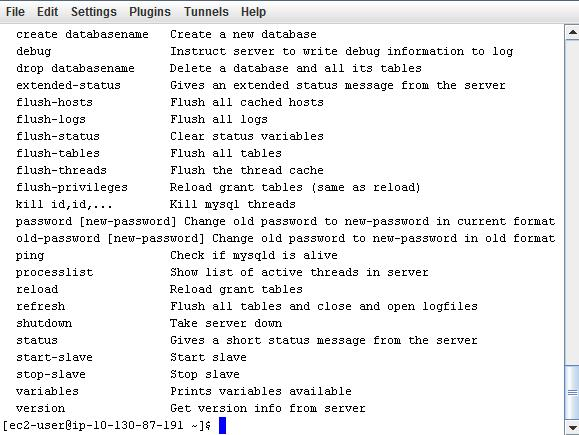 File Edit Settings Plugins Tunnels Help
create databasename Create a new database
debug Instruct server to write debug information to log
drop databasename Delete a database and all its tables
extended-status Gives an extended status message from the server
flush-hosts Flush all cached hosts
flush-logs Flush all logs
flush-status Clear status variables
flush-tables Flush all tables
flush-threads Flush the thread cache
flush-privileges Reload grant tables (same as reload)
kill id,id,... Kill mysql threads
password [new-password] Change old password to new-password in current format
old-password [new-password] Change old password to new-password in old format
ping Check if mysqld is alive
processlist Show list of active threads in server
reload Reload grant tables
refresh Flush all tables and close and open logfiles
shutdown Take server down
status Gives a short status message from the server
start-slave Start slave
stop-slave Stop slave
variables Prints variables available
version Get version info from server
[ec2-user@ip-10-130-87-191 ~]$